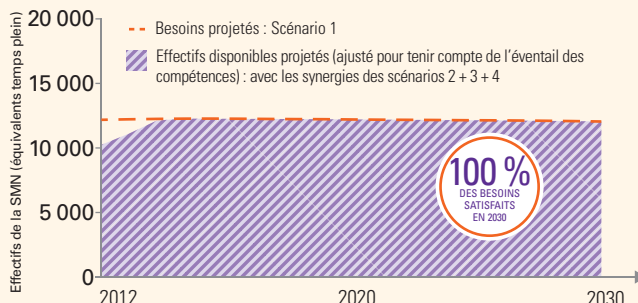 Effectifs de la SMN (équivalents temps plein)
20 000
15 000
10 000
5 000
0
Besoins projetés : Scénario 1
Effectifs disponibles projetés (ajusté pour tenir compte de l’éventail des
compétences) : avec les synergies des scénarios 2 + 3 + 4
100 %
DES BESOINS
SATISFAITS
EN 2030
2012
2020
2030